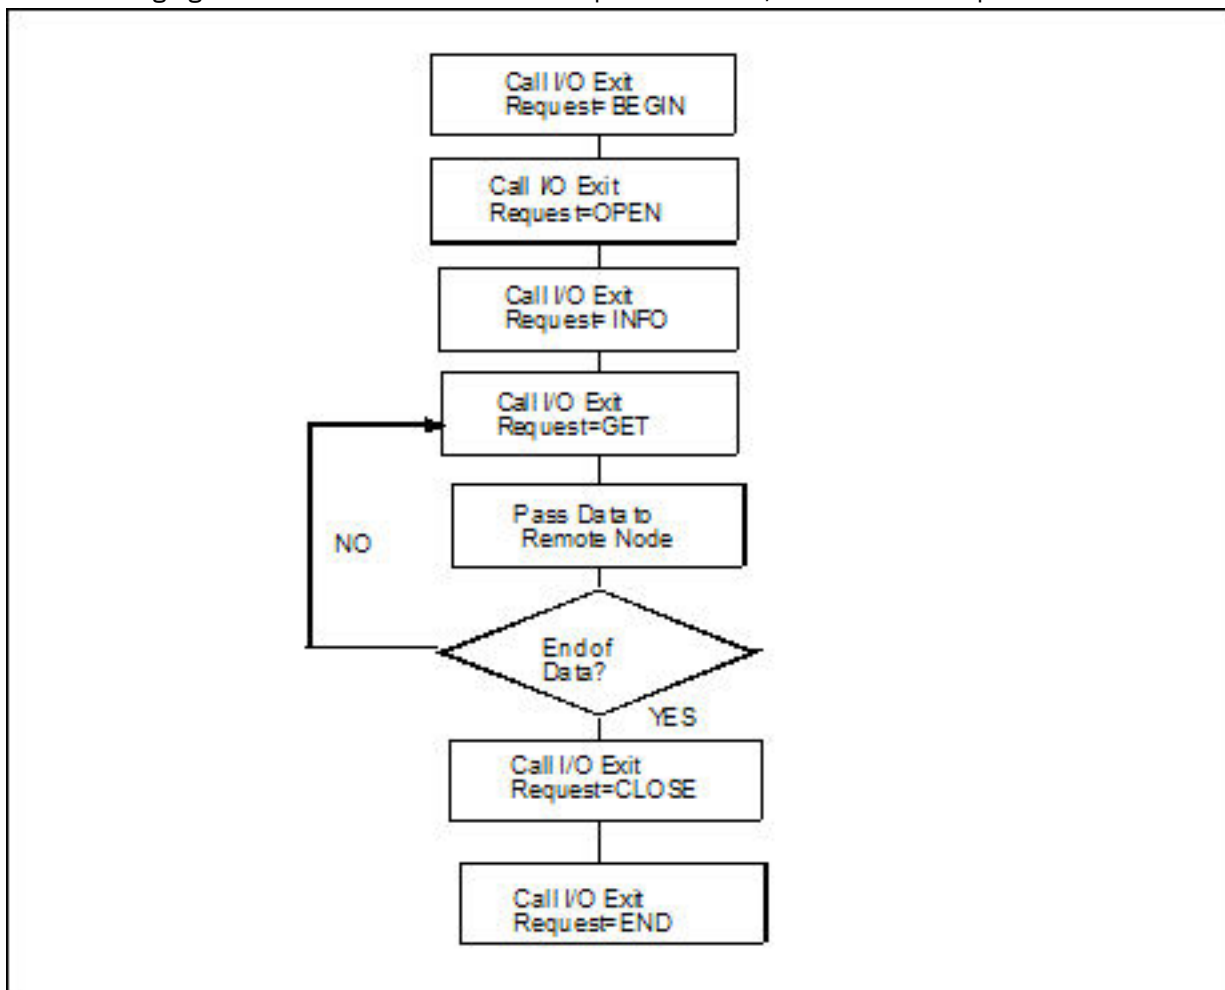 Call I/O Exit
Request= BEGIN
Call I/O Exit
Request=OPEN
Call I/O Exit
Request= INFO
Call I/O Exit
Request=GET
Pass Data to
Remote Node
NO
End of
Data?
YES
Call I/O Exit
Request=CLOSE
Call I/O Exit
Request=END